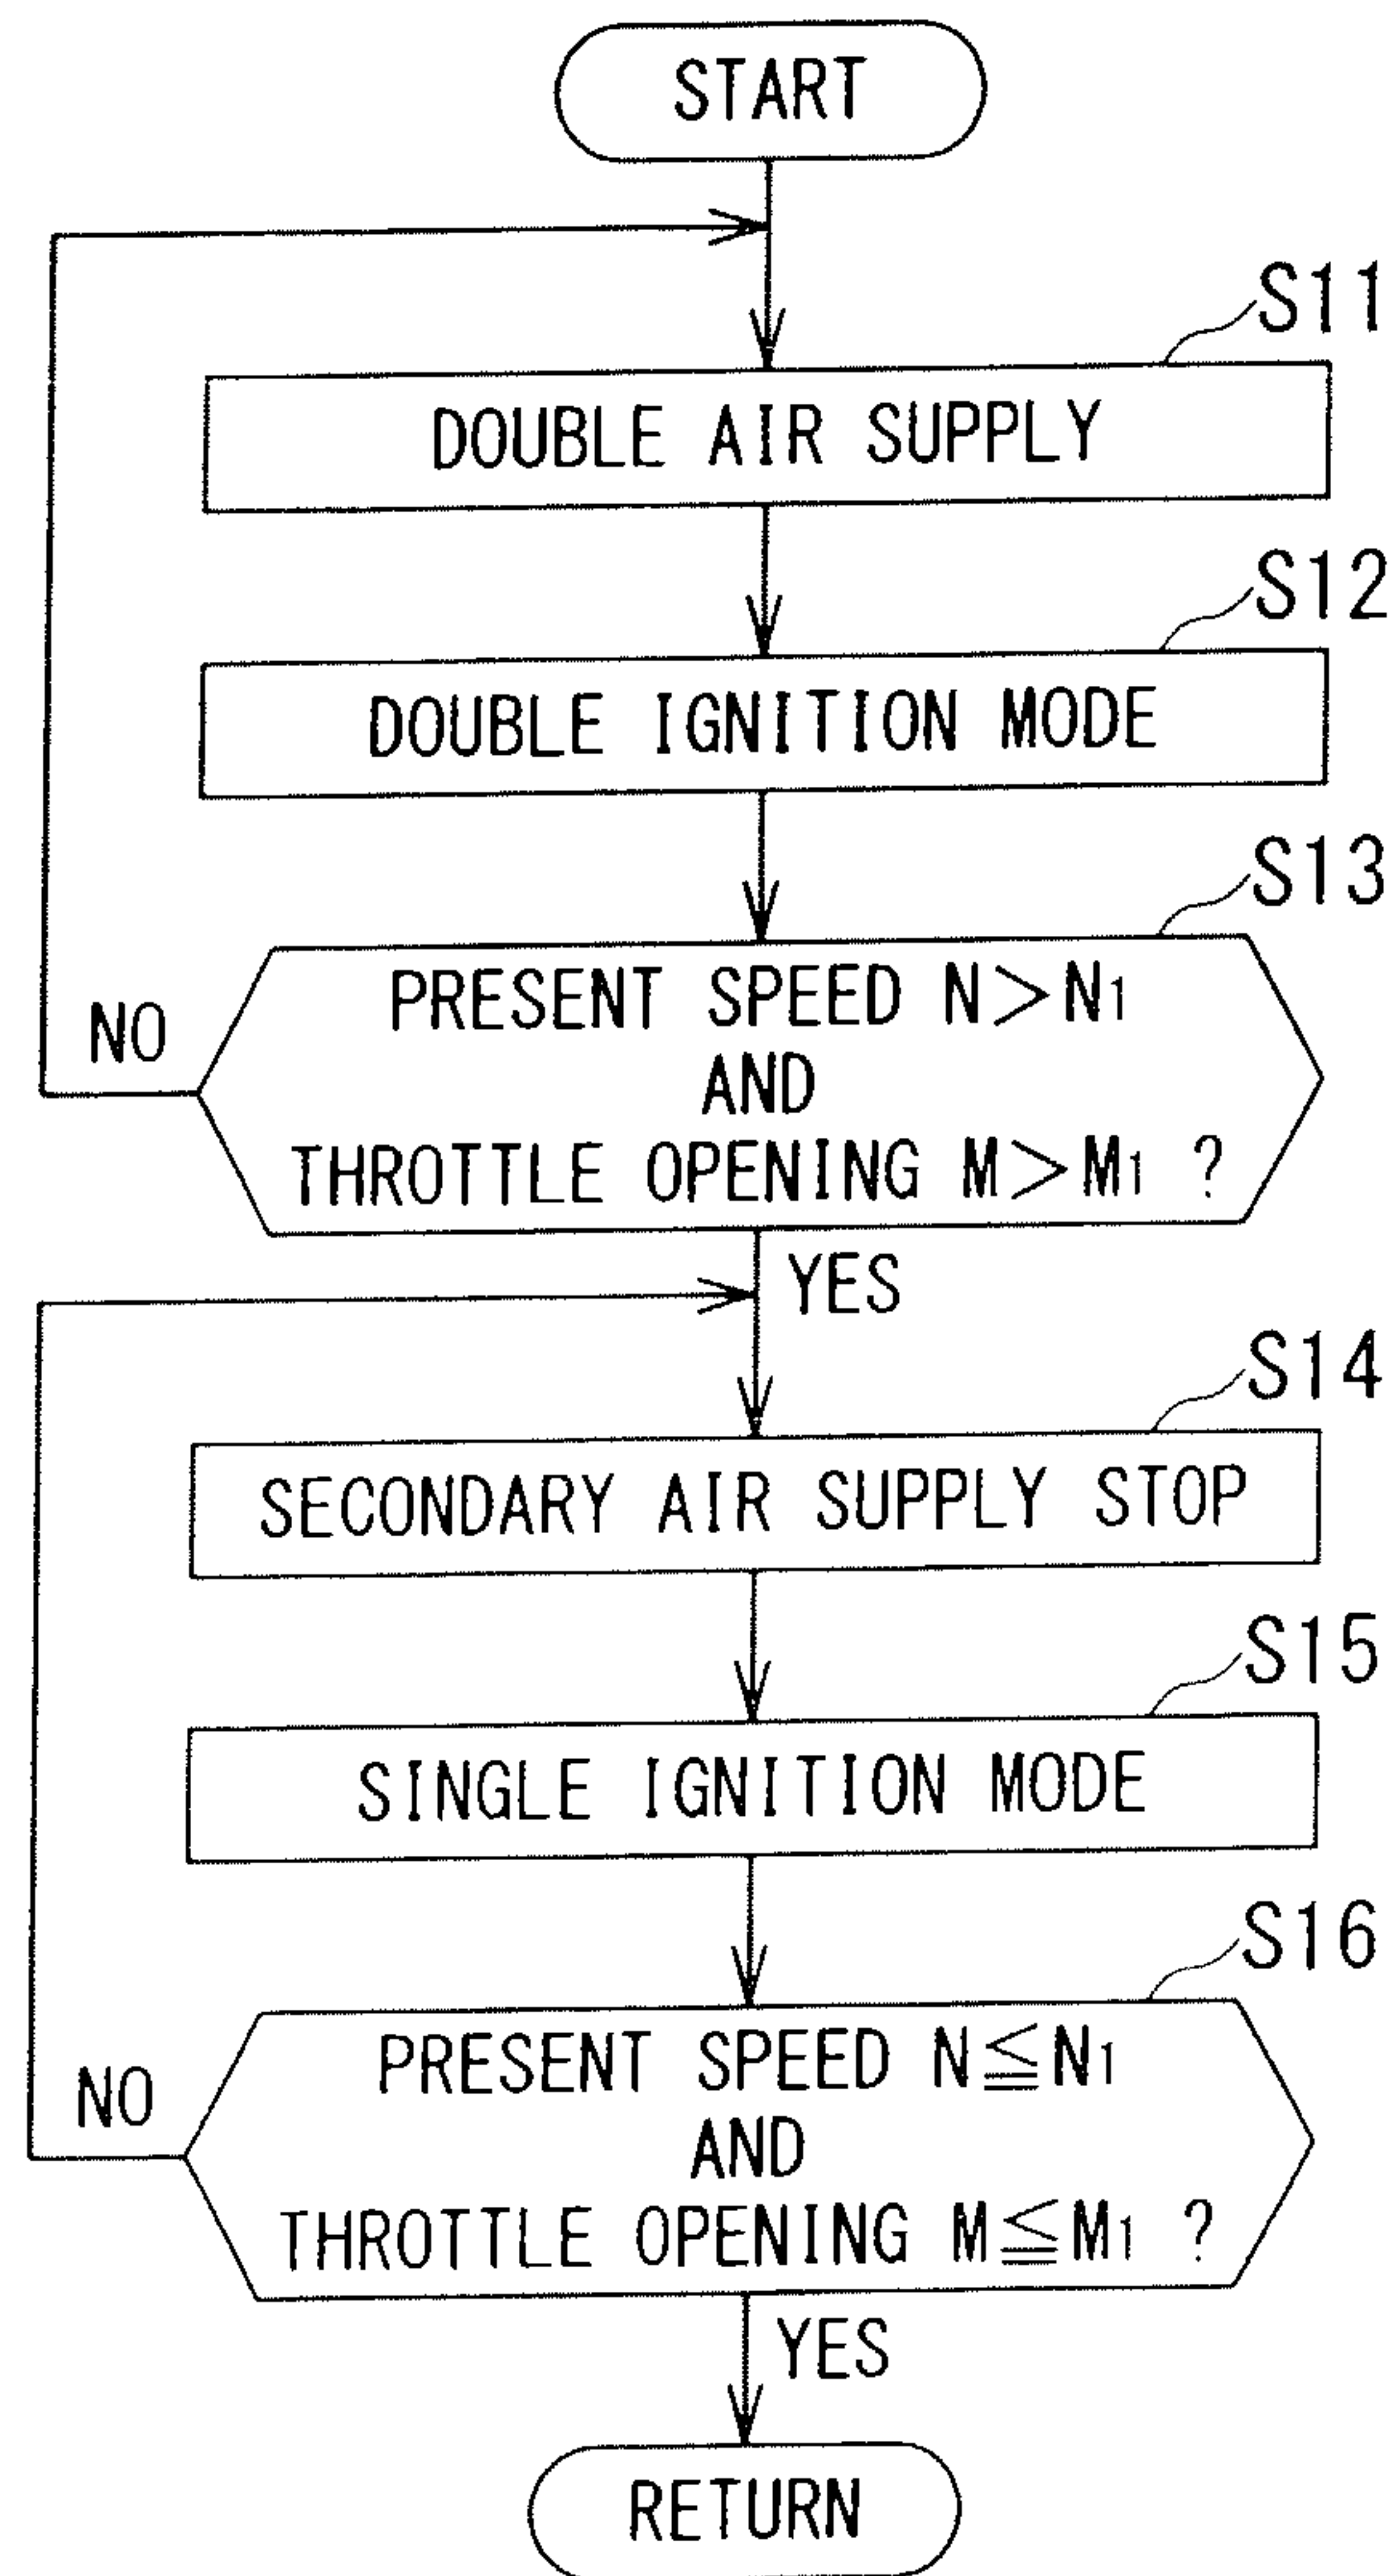 START
S11
DOUBLE AIR SUPPLY
S12
DOUBLE IGNITION MODE
S13
PRESENT SPEED N>N1
AND
THROTTLE OPENING M>M1 ?
NO
YES
S14
SECONDARY AIR SUPPLY STOP
S15
SINGLE IGNITION MODE
S16
PRESENT SPEED N≦N1
AND
THROTTLE OPENING M≦M1 ?
NO
YES
RETURN